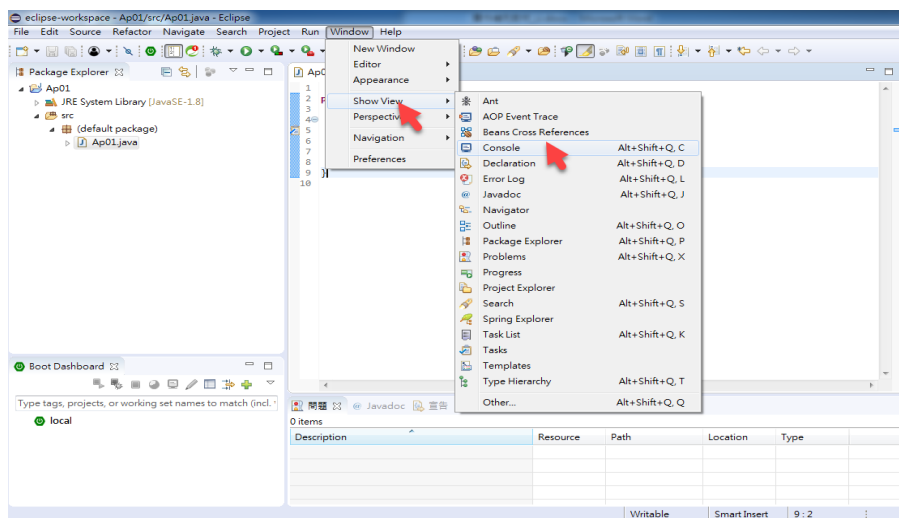 eclipse-workspace - Ap01/src/Ap01.java - Eclipse
File Edit Source Refactor Navigate Search Project Run Window Help
Package Explorer
Ap01
JRE System Library [JavaSE-1.8]
src
(default package)
Ap01.java
New Window
Editor
Appearance
Show View
Perspective
Navigation
Preferences
Ant
AOP Event Trace
Beans Cross References
Console Alt+Shift+Q, C
Declaration Alt+Shift+Q, D
Error Log Alt+Shift+Q, L
Javadoc Alt+Shift+Q, J
Navigator
Outline Alt+Shift+Q, O
Package Explorer Alt+Shift+Q, P
Problems Alt+Shift+Q, X
Progress
Project Explorer
Search Alt+Shift+Q, S
Spring Explorer
Task List Alt+Shift+Q, K
Tasks
Templates
Type Hierarchy Alt+Shift+Q, T
Other... Alt+Shift+Q, Q
1
2
3
4
5
6
7
8
9 }
10
Boot Dashboard
Type tags, projects, or working set names to match (incl.
local
問題 @ Javadoc 宣告
0 items
Description Resource Path Location Type
Writable Smart Insert 9 : 2